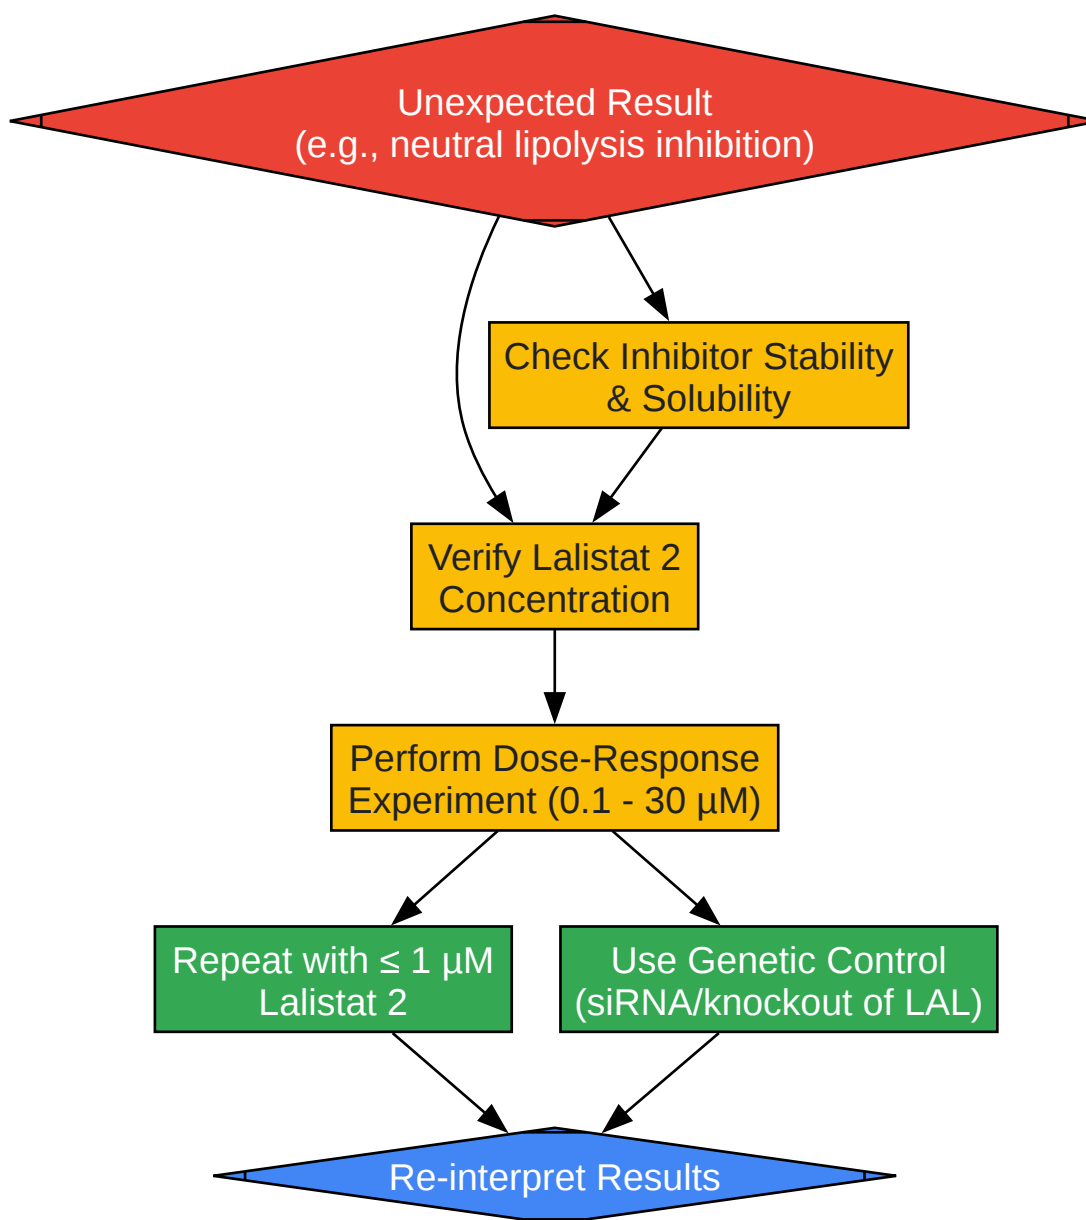 Unexpected Result
(e.g., neutral lipolysis inhibition)
Check Inhibitor Stability
& Solubility
Verify Lalistat 2
Concentration
Perform Dose-Response
Experiment (0.1 - 30 µM)
Repeat with ≤ 1 µM
Lalistat 2
Use Genetic Control
(siRNA/knockout of LAL)
Re-interpret Results